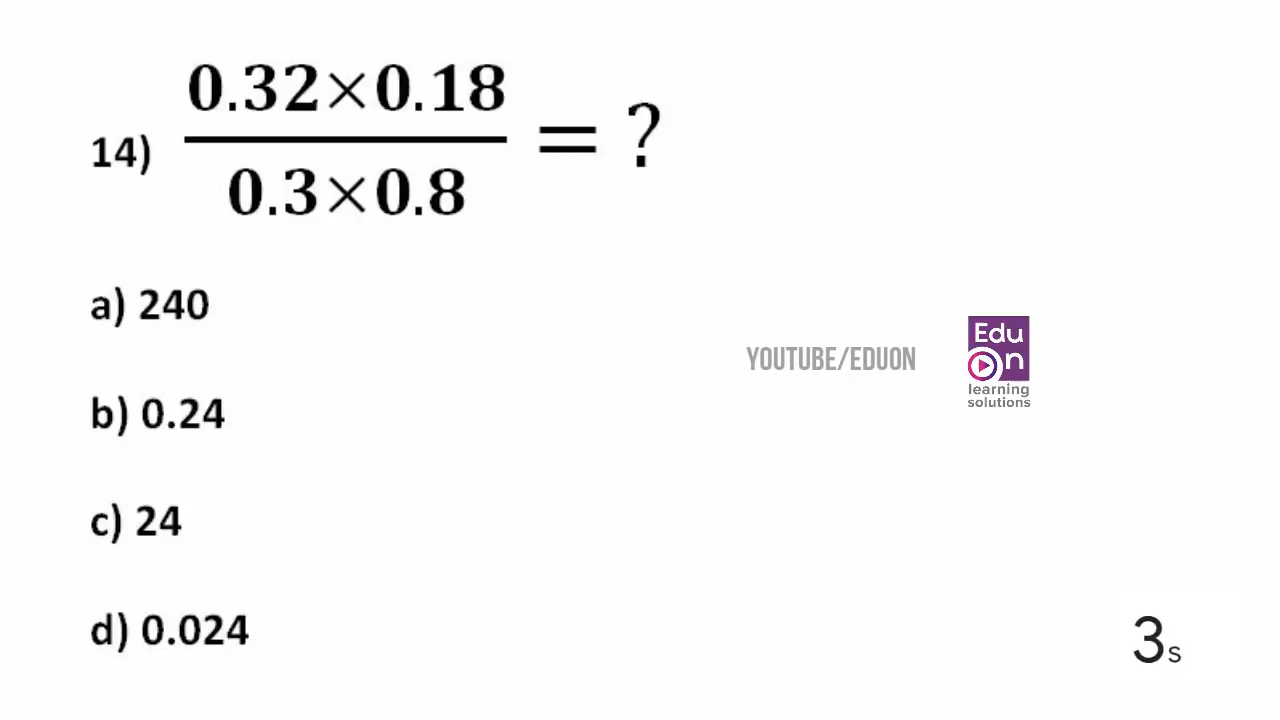 14) 0.32×0.18 / 0.3×0.8 = ?
a) 240
b) 0.24
c) 24
d) 0.024
YOUTUBE/EDUON
Edu
On
learning
solutions
3s